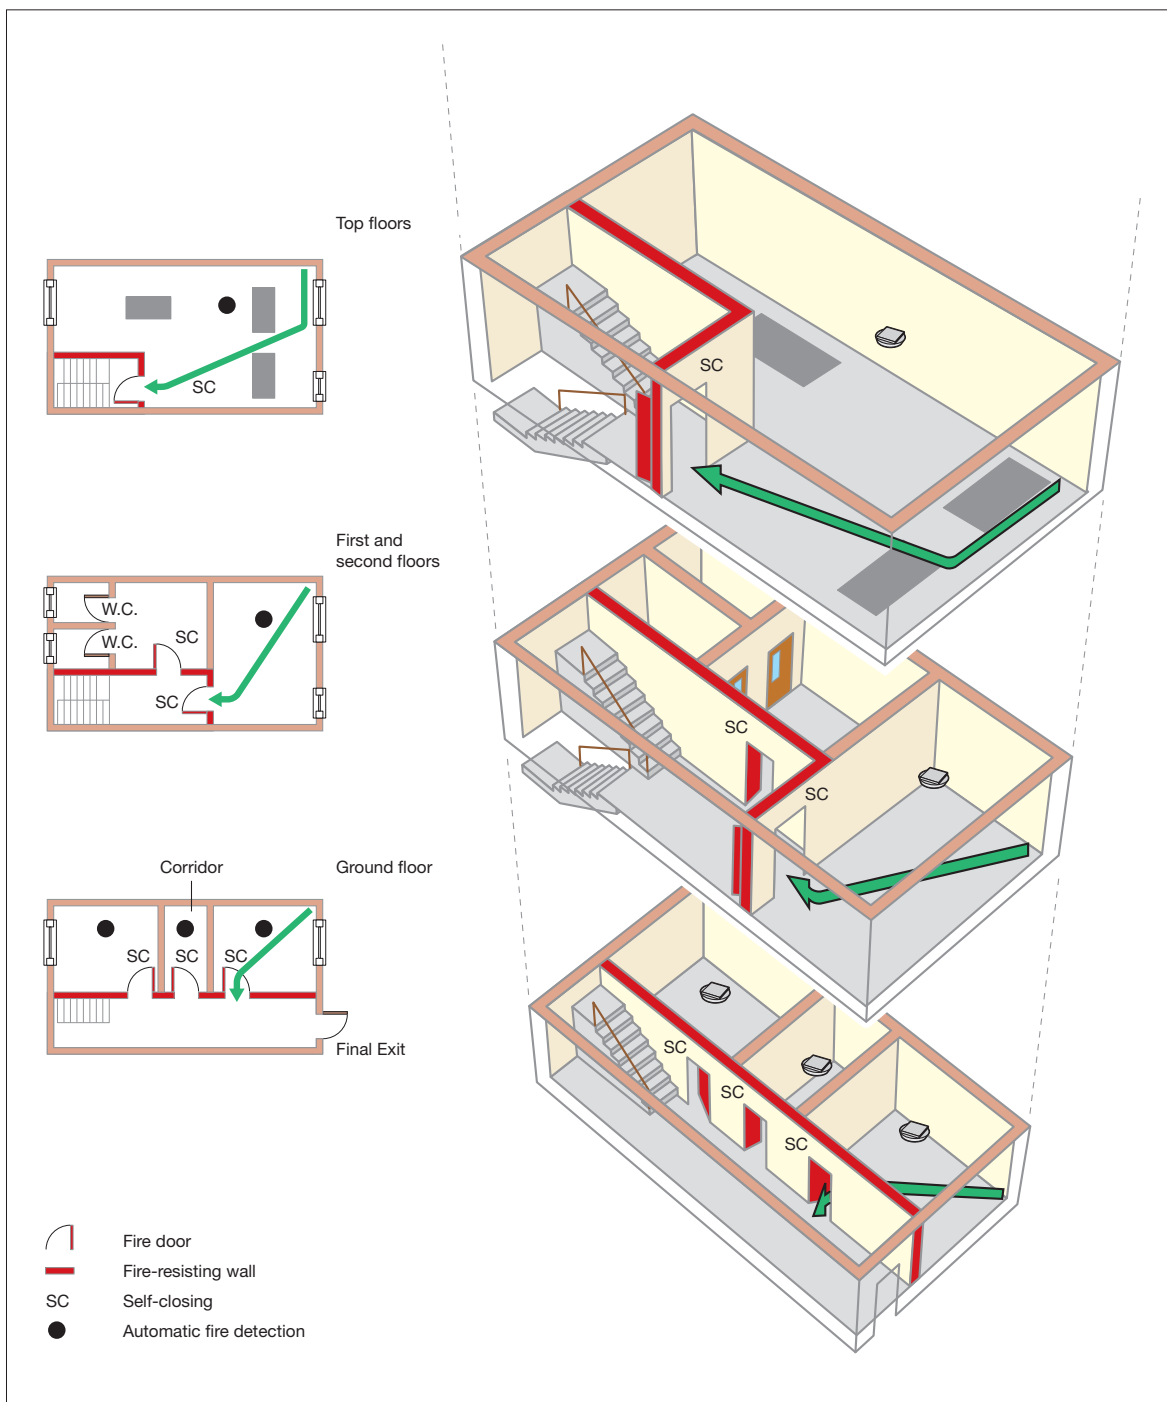 Top floors
SC
SC
First and
second floors
W.C.
W.C.
SC
SC
SC
SC
Corridor
Ground floor
SC
SC
SC
Final Exit
SC
SC
SC
Fire door
Fire-resisting wall
SC
Self-closing
Automatic fire detection